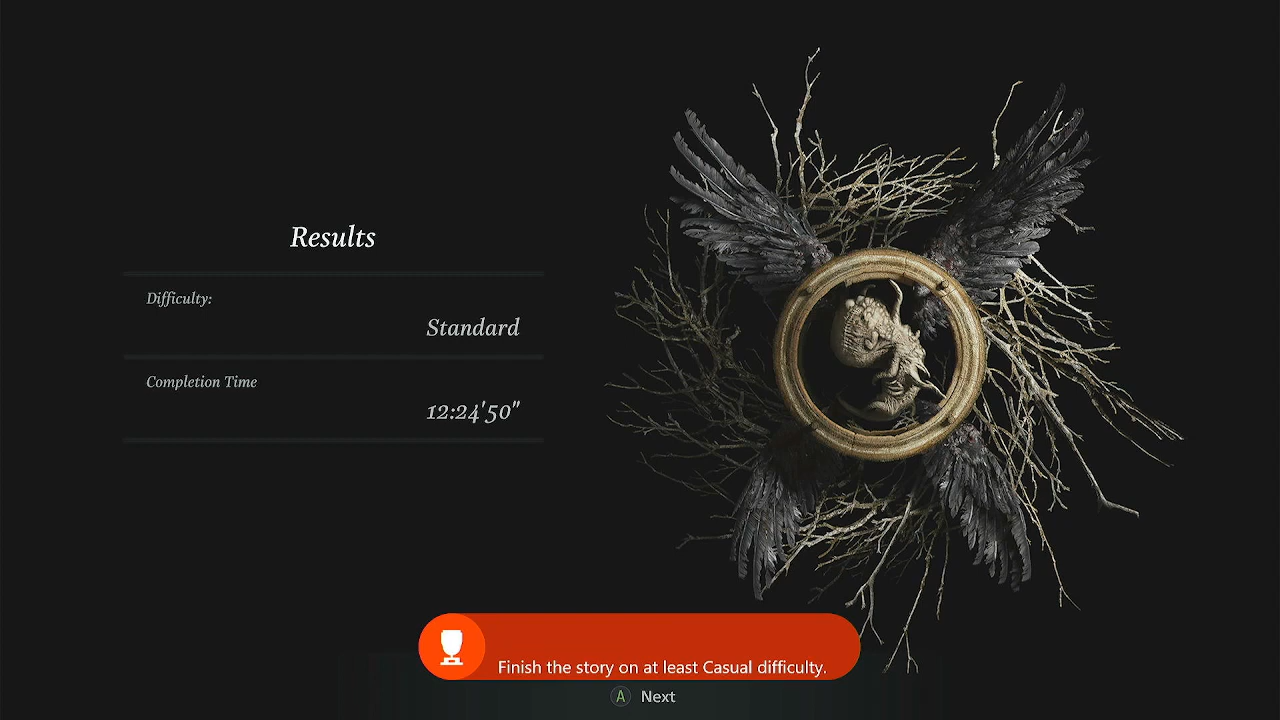 Results
Difficulty:
Standard
Completion Time
12:24'50"
Finish the story on at least Casual difficulty.
A Next